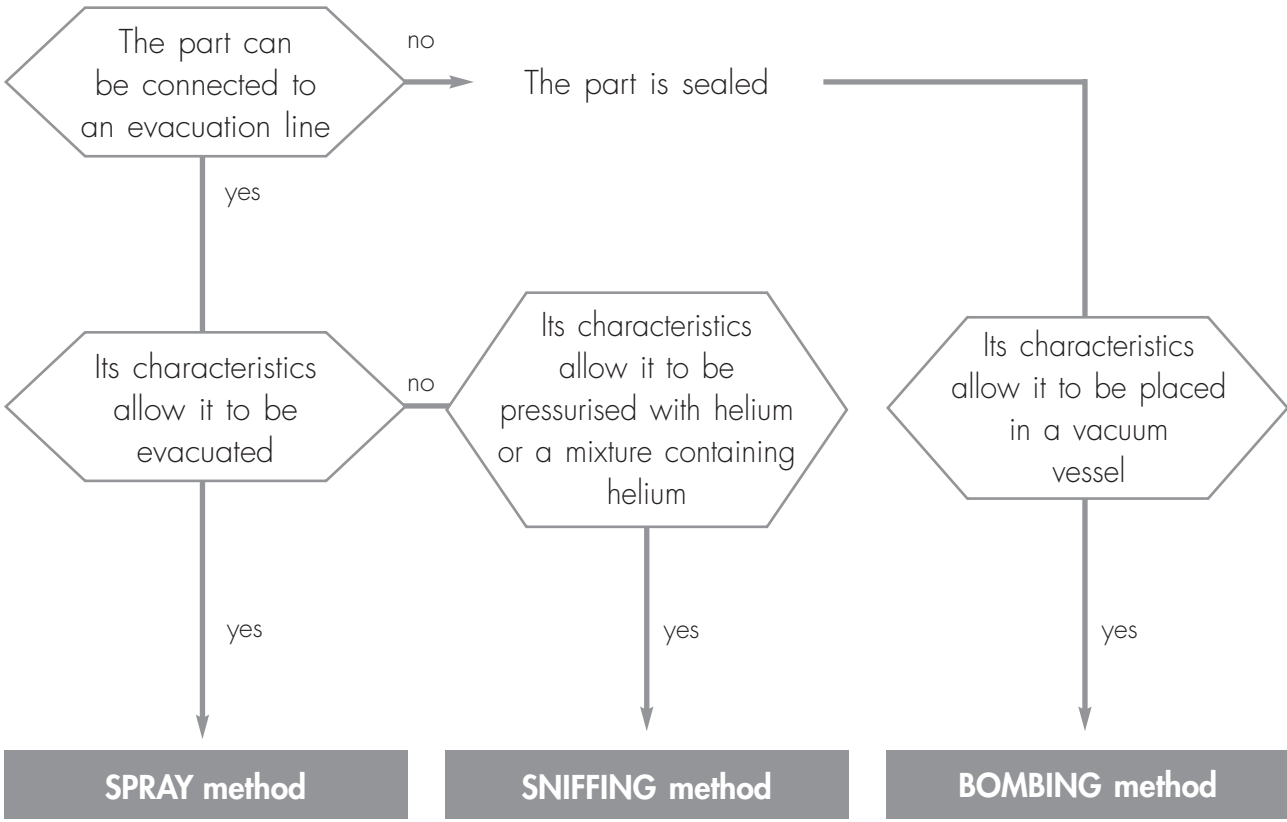 The part can
be connected to
an evacuation line
no
The part is sealed
yes
Its characteristics
allow it to be
evacuated
no
Its characteristics
allow it to be
pressurised with helium
or a mixture containing
helium
Its characteristics
allow it to be placed
in a vacuum
vessel
yes
yes
yes
SPRAY method
SNIFFING method
BOMBING method